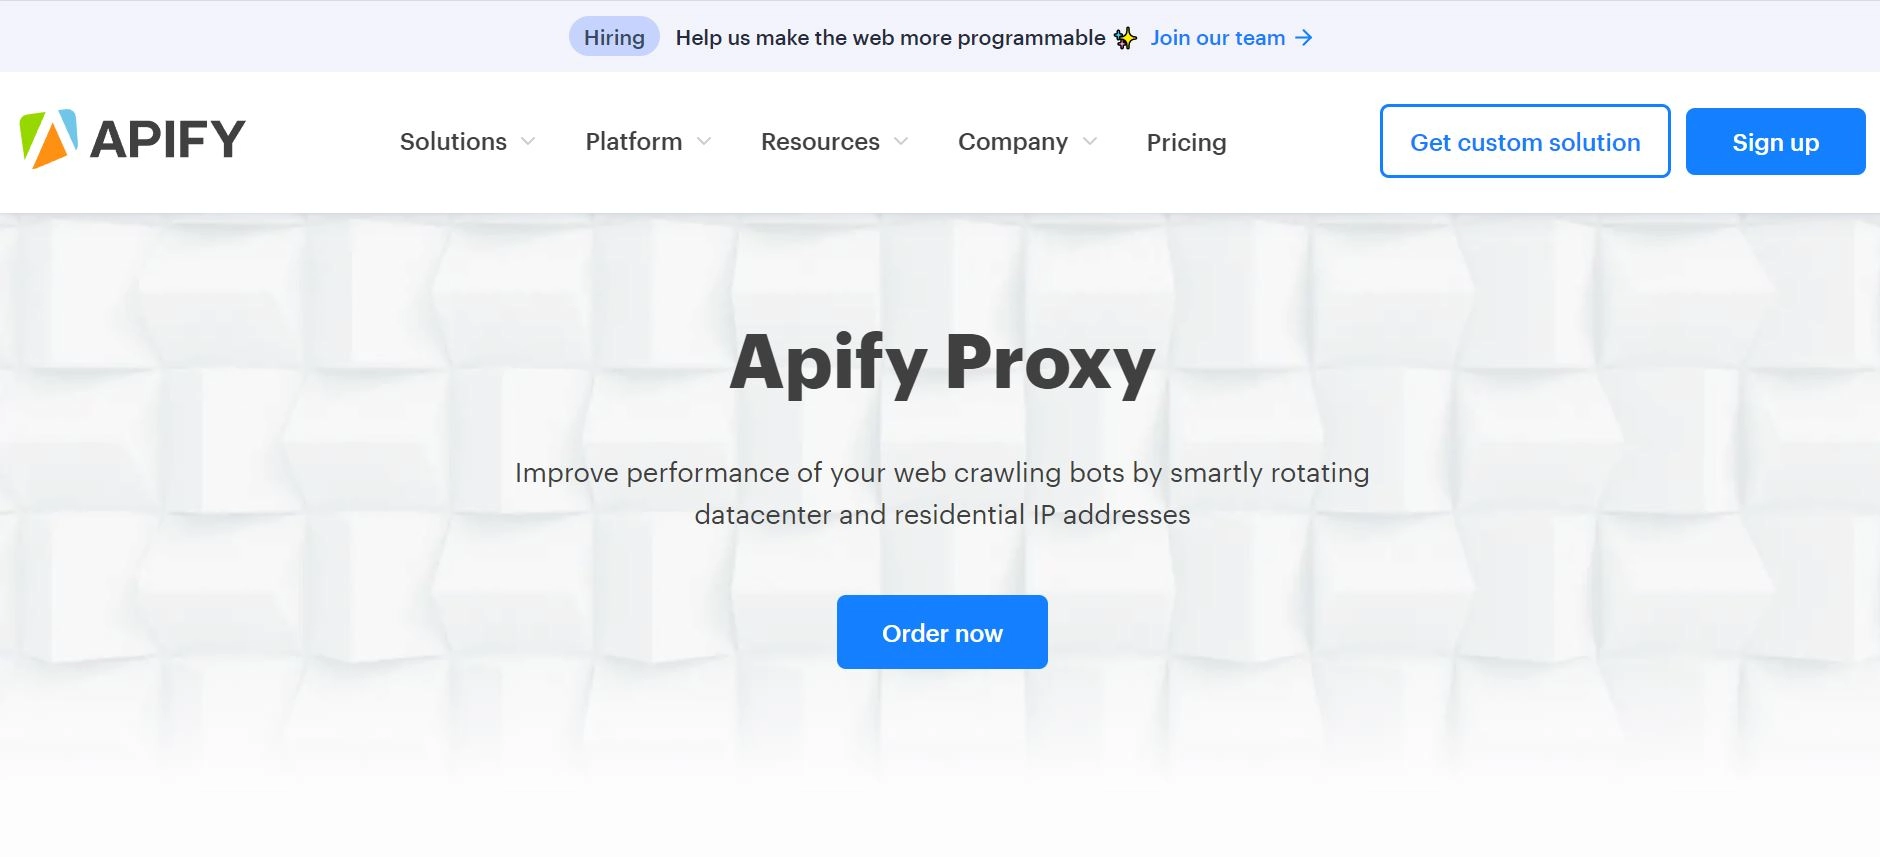 Hiring Help us make the web more programmable ✨ Join our team →
APIFY Solutions Platform Resources Company Pricing Get custom solution Sign up
Apify Proxy
Improve performance of your web crawling bots by smartly rotating
datacenter and residential IP addresses
Order now